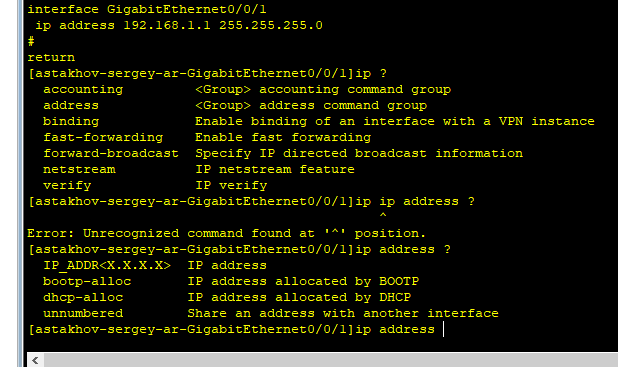 interface GigabitEthernet0/0/1
 ip address 192.168.1.1 255.255.255.0
#
return
[astakhov-sergey-ar-GigabitEthernet0/0/1]ip ?
  accounting         <Group> accounting command group
  address            <Group> address command group
  binding            Enable binding of an interface with a VPN instance
  fast-forwarding    Enable fast forwarding
  forward-broadcast  Specify IP directed broadcast information
  netstream          IP netstream feature
  verify             IP verify
[astakhov-sergey-ar-GigabitEthernet0/0/1]ip ip address ?
                                            ^
Error: Unrecognized command found at '^' position.
[astakhov-sergey-ar-GigabitEthernet0/0/1]ip address ?
  IP_ADDR<X.X.X.X>  IP address
  bootp-alloc       IP address allocated by BOOTP
  dhcp-alloc        IP address allocated by DHCP
  unnumbered        Share an address with another interface
[astakhov-sergey-ar-GigabitEthernet0/0/1]ip address